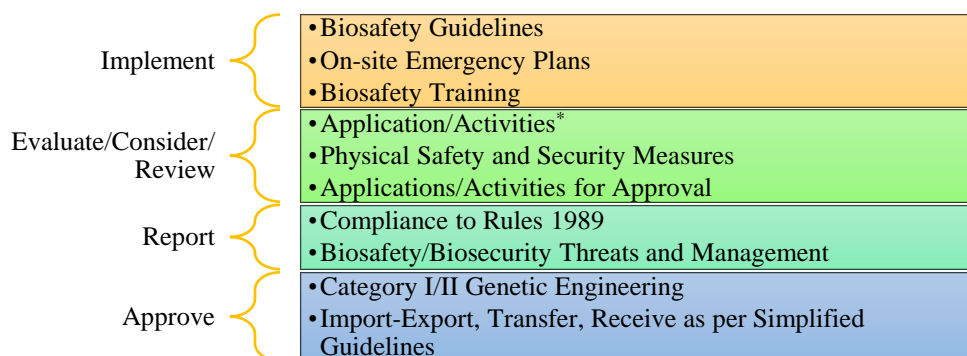 Implement
•Biosafety Guidelines
•On-site Emergency Plans
•Biosafety Training
Evaluate/Consider/
Review
•Application/Activities*
•Physical Safety and Security Measures
•Applications/Activities for Approval
Report
•Compliance to Rules 1989
•Biosafety/Biosecurity Threats and Management
Approve
•Category I/II Genetic Engineering
•Import-Export, Transfer, Receive as per Simplified
Guidelines